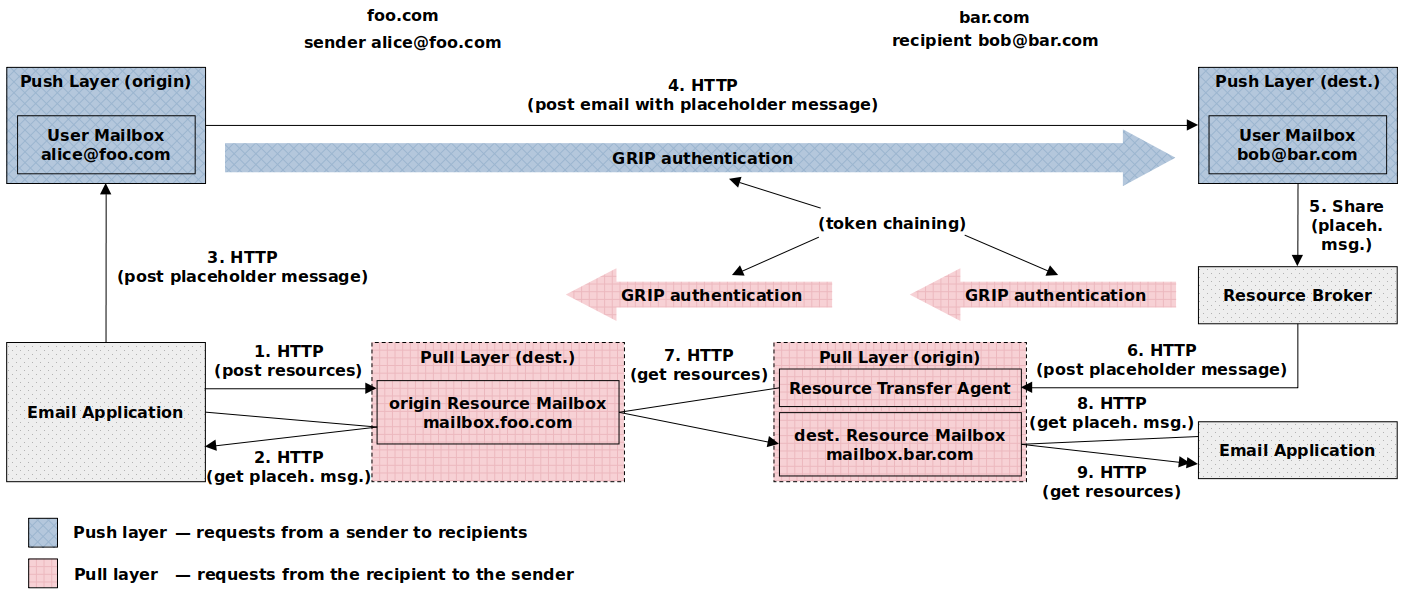 foo.com
sender alice@foo.com
bar.com
recipient bob@bar.com
Push Layer (origin)
User Mailbox
alice@foo.com
4. HTTP
(post email with placeholder message)
Push Layer (dest.)
User Mailbox
bob@bar.com
GRIP authentication
(token chaining)
5. Share
(placeh.
msg.)
3. HTTP
(post placeholder message)
GRIP authentication
GRIP authentication
Resource Broker
Email Application
1. HTTP
(post resources)
2. HTTP
(get placeh. msg.)
Pull Layer (dest.)
origin Resource Mailbox
mailbox.foo.com
7. HTTP
(get resources)
Pull Layer (origin)
Resource Transfer Agent
dest. Resource Mailbox
mailbox.bar.com
6. HTTP
(post placeholder message)
8. HTTP
(get placeh. msg.)
9. HTTP
(get resources)
Email Application
Push layer — requests from a sender to recipients
Pull layer — requests from the recipient to the sender